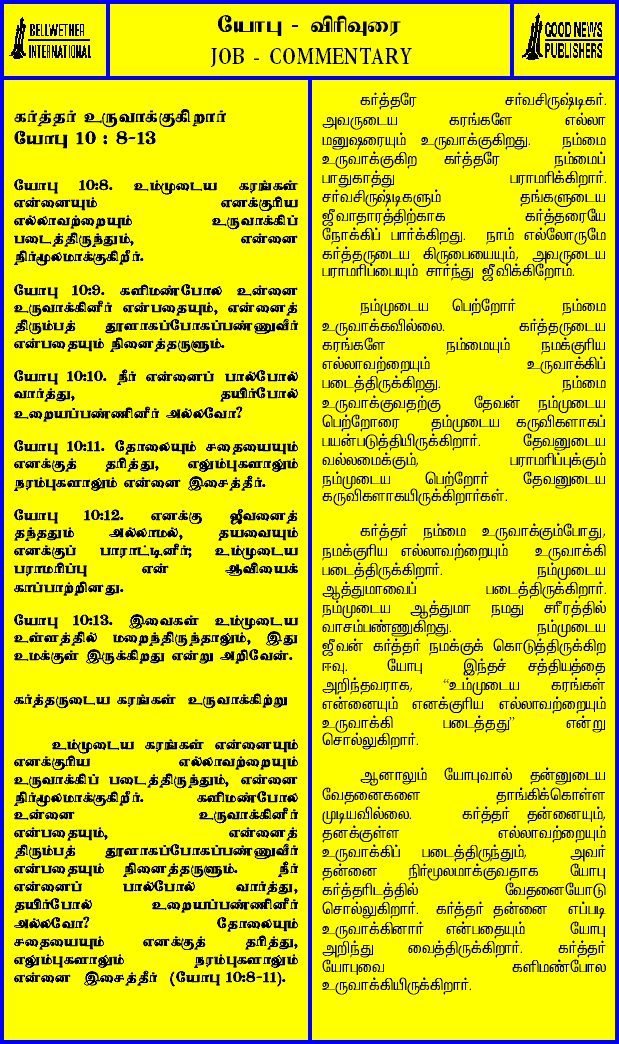 BELLWETHER
INTERNATIONAL
யோபு - விரிவுரை
JOB - COMMENTARY
GOOD NEWS
PUBLISHERS
கர்த்தர் உருவாக்குகிறார்
யோபு 10 : 8-13
யோபு 10:8. உம்முடைய கரங்கள்
என்னையும் எனக்குரிய
எல்லாவற்றையும் உருவாக்கிப்
படைத்திருந்தும், என்னை
நிர்மூலமாக்குகிறீர்.
யோபு 10:9. களிமண்போல என்னை
உருவாக்கினீர் என்பதையும், என்னைத்
திரும்பத் தூளாகப்போகப்பண்ணுவீர்
என்பதையும் நினைத்தருளும்.
யோபு 10:10. நீர் என்னைப் பால்போல்
வார்த்து, தயிர்போல்
உறையப்பண்ணினீர் அல்லவோ?
யோபு 10:11. தோலையும் சதையையும்
எனக்குத் தரித்து, எலும்புகளாலும்
நரம்புகளாலும் என்னை இசைத்தீர்.
யோபு 10:12. எனக்கு ஜீவனைத்
தந்ததும் அல்லாமல், தயவையும்
எனக்குப் பாராட்டினீர்; உம்முடைய
பராமரிப்பு என் ஆவியைக்
காப்பாற்றினது.
யோபு 10:13. இவைகள் உம்முடைய
உள்ளத்தில் மறைந்திருந்தாலும், இது
உமக்குள் இருக்கிறது என்று அறிவேன்.
கர்த்தருடைய கரங்கள் உருவாக்கிற்று
உம்முடைய கரங்கள் என்னையும்
எனக்குரிய எல்லாவற்றையும்
உருவாக்கிப் படைத்திருந்தும், என்னை
நிர்மூலமாக்குகிறீர். களிமண்போல
உன்னை உருவாக்கினீர்
என்பதையும், என்னைத்
திரும்பத் தூளாகப்போகப்பண்ணுவீர்
என்பதையும் நினைத்தருளும். நீர்
என்னைப் பால்போல் வார்த்து,
தயிர்போல் உறையப்பண்ணினீர்
அல்லவோ? தோலையும்
சதையையும் எனக்குத் தரித்து,
எலும்புகளாலும் நரம்புகளாலும்
என்னை இசைத்தீர் (யோபு 10:8-11).
கர்த்தரே சர்வசிருஷ்டிகர்.
அவருடைய கரங்களே எல்லா
மனுஷரையும் உருவாக்குகிறது. நம்மை
உருவாக்குகிற கர்த்தரே நம்மைப்
பாதுகாத்து பராமரிக்கிறார்.
சர்வசிருஷ்டிகளும் தங்களுடைய
ஜீவாதாரத்திற்காக கர்த்தரையே
நோக்கிப் பார்க்கிறது. நாம் எல்லோருமே
கர்த்தருடைய கிருபையையும், அவருடைய
பராமரிப்பையும் சார்ந்து ஜீவிக்கிறோம்.
நம்முடைய பெற்றோர் நம்மை
உருவாக்கவில்லை. கர்த்தருடைய
கரங்களே நம்மையும் நமக்குரிய
எல்லாவற்றையும் உருவாக்கிப்
படைத்திருக்கிறது. நம்மை
உருவாக்குவதற்கு தேவன் நம்முடைய
பெற்றோரை தம்முடைய கருவிகளாகப்
பயன்படுத்தியிருக்கிறார். தேவனுடைய
வல்லமைக்கும், பராமரிப்புக்கும்
நம்முடைய பெற்றோர் தேவனுடைய
கருவிகளாகயிருக்கிறார்கள்.
கர்த்தர் நம்மை உருவாக்கும்போது,
நமக்குரிய எல்லாவற்றையும் உருவாக்கி
படைத்திருக்கிறார். நம்முடைய
ஆத்துமாவைப் படைத்திருக்கிறார்.
நம்முடைய ஆத்துமா நமது சரீரத்தில்
வாசம்பண்ணுகிறது. நம்முடைய
ஜீவன் கர்த்தர் நமக்குக் கொடுத்திருக்கிற
ஈவு. யோபு இந்தச் சத்தியத்தை
அறிந்தவராக, “உம்முடைய கரங்கள்
என்னையும் எனக்குரிய எல்லாவற்றையும்
உருவாக்கி படைத்தது” என்று
சொல்லுகிறார்.
ஆனாலும் யோபுவால் தன்னுடைய
வேதனைகளை தாங்கிக்கொள்ள
முடியவில்லை. கர்த்தர் தன்னையும்,
தனக்குள்ள எல்லாவற்றையும்
உருவாக்கிப் படைத்திருந்தும், அவர்
தன்னை நிர்மூலமாக்குவதாக யோபு
கர்த்தரிடத்தில் வேதனையோடு
சொல்லுகிறார். கர்த்தர் தன்னை எப்படி
உருவாக்கினார் என்பதையும் யோபு
அறிந்து வைத்திருக்கிறார். கர்த்தர்
யோபுவை களிமண்போல
உருவாக்கியிருக்கிறார்.